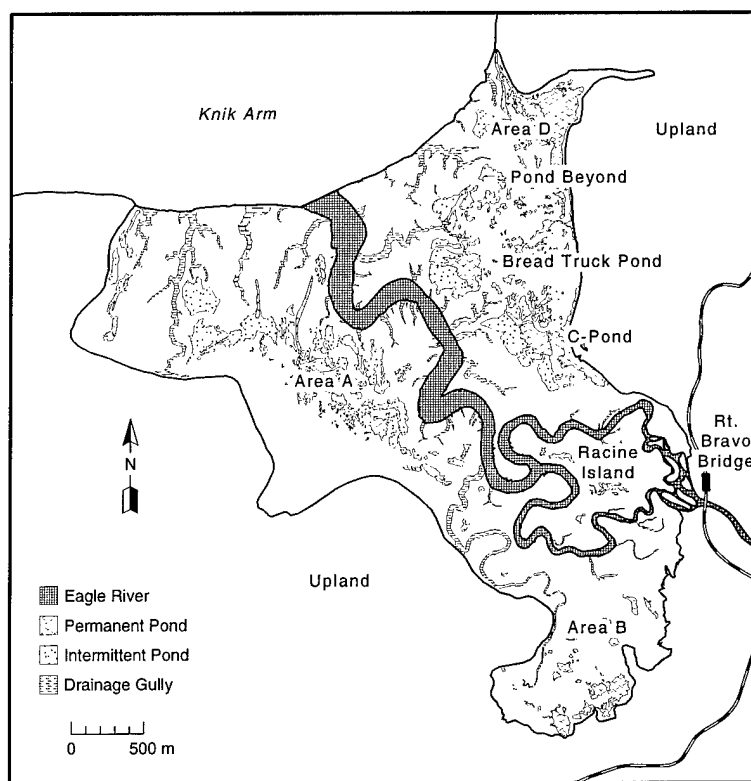 Knik Arm
Area D
Upland
Pond Beyond
Bread Truck Pond
C-Pond
Area A
Rt.
Bravo
Bridge
Racine
Island
N
Upland
Area B
Eagle River
Permanent Pond
Intermittent Pond
Drainage Gully
0 500 m